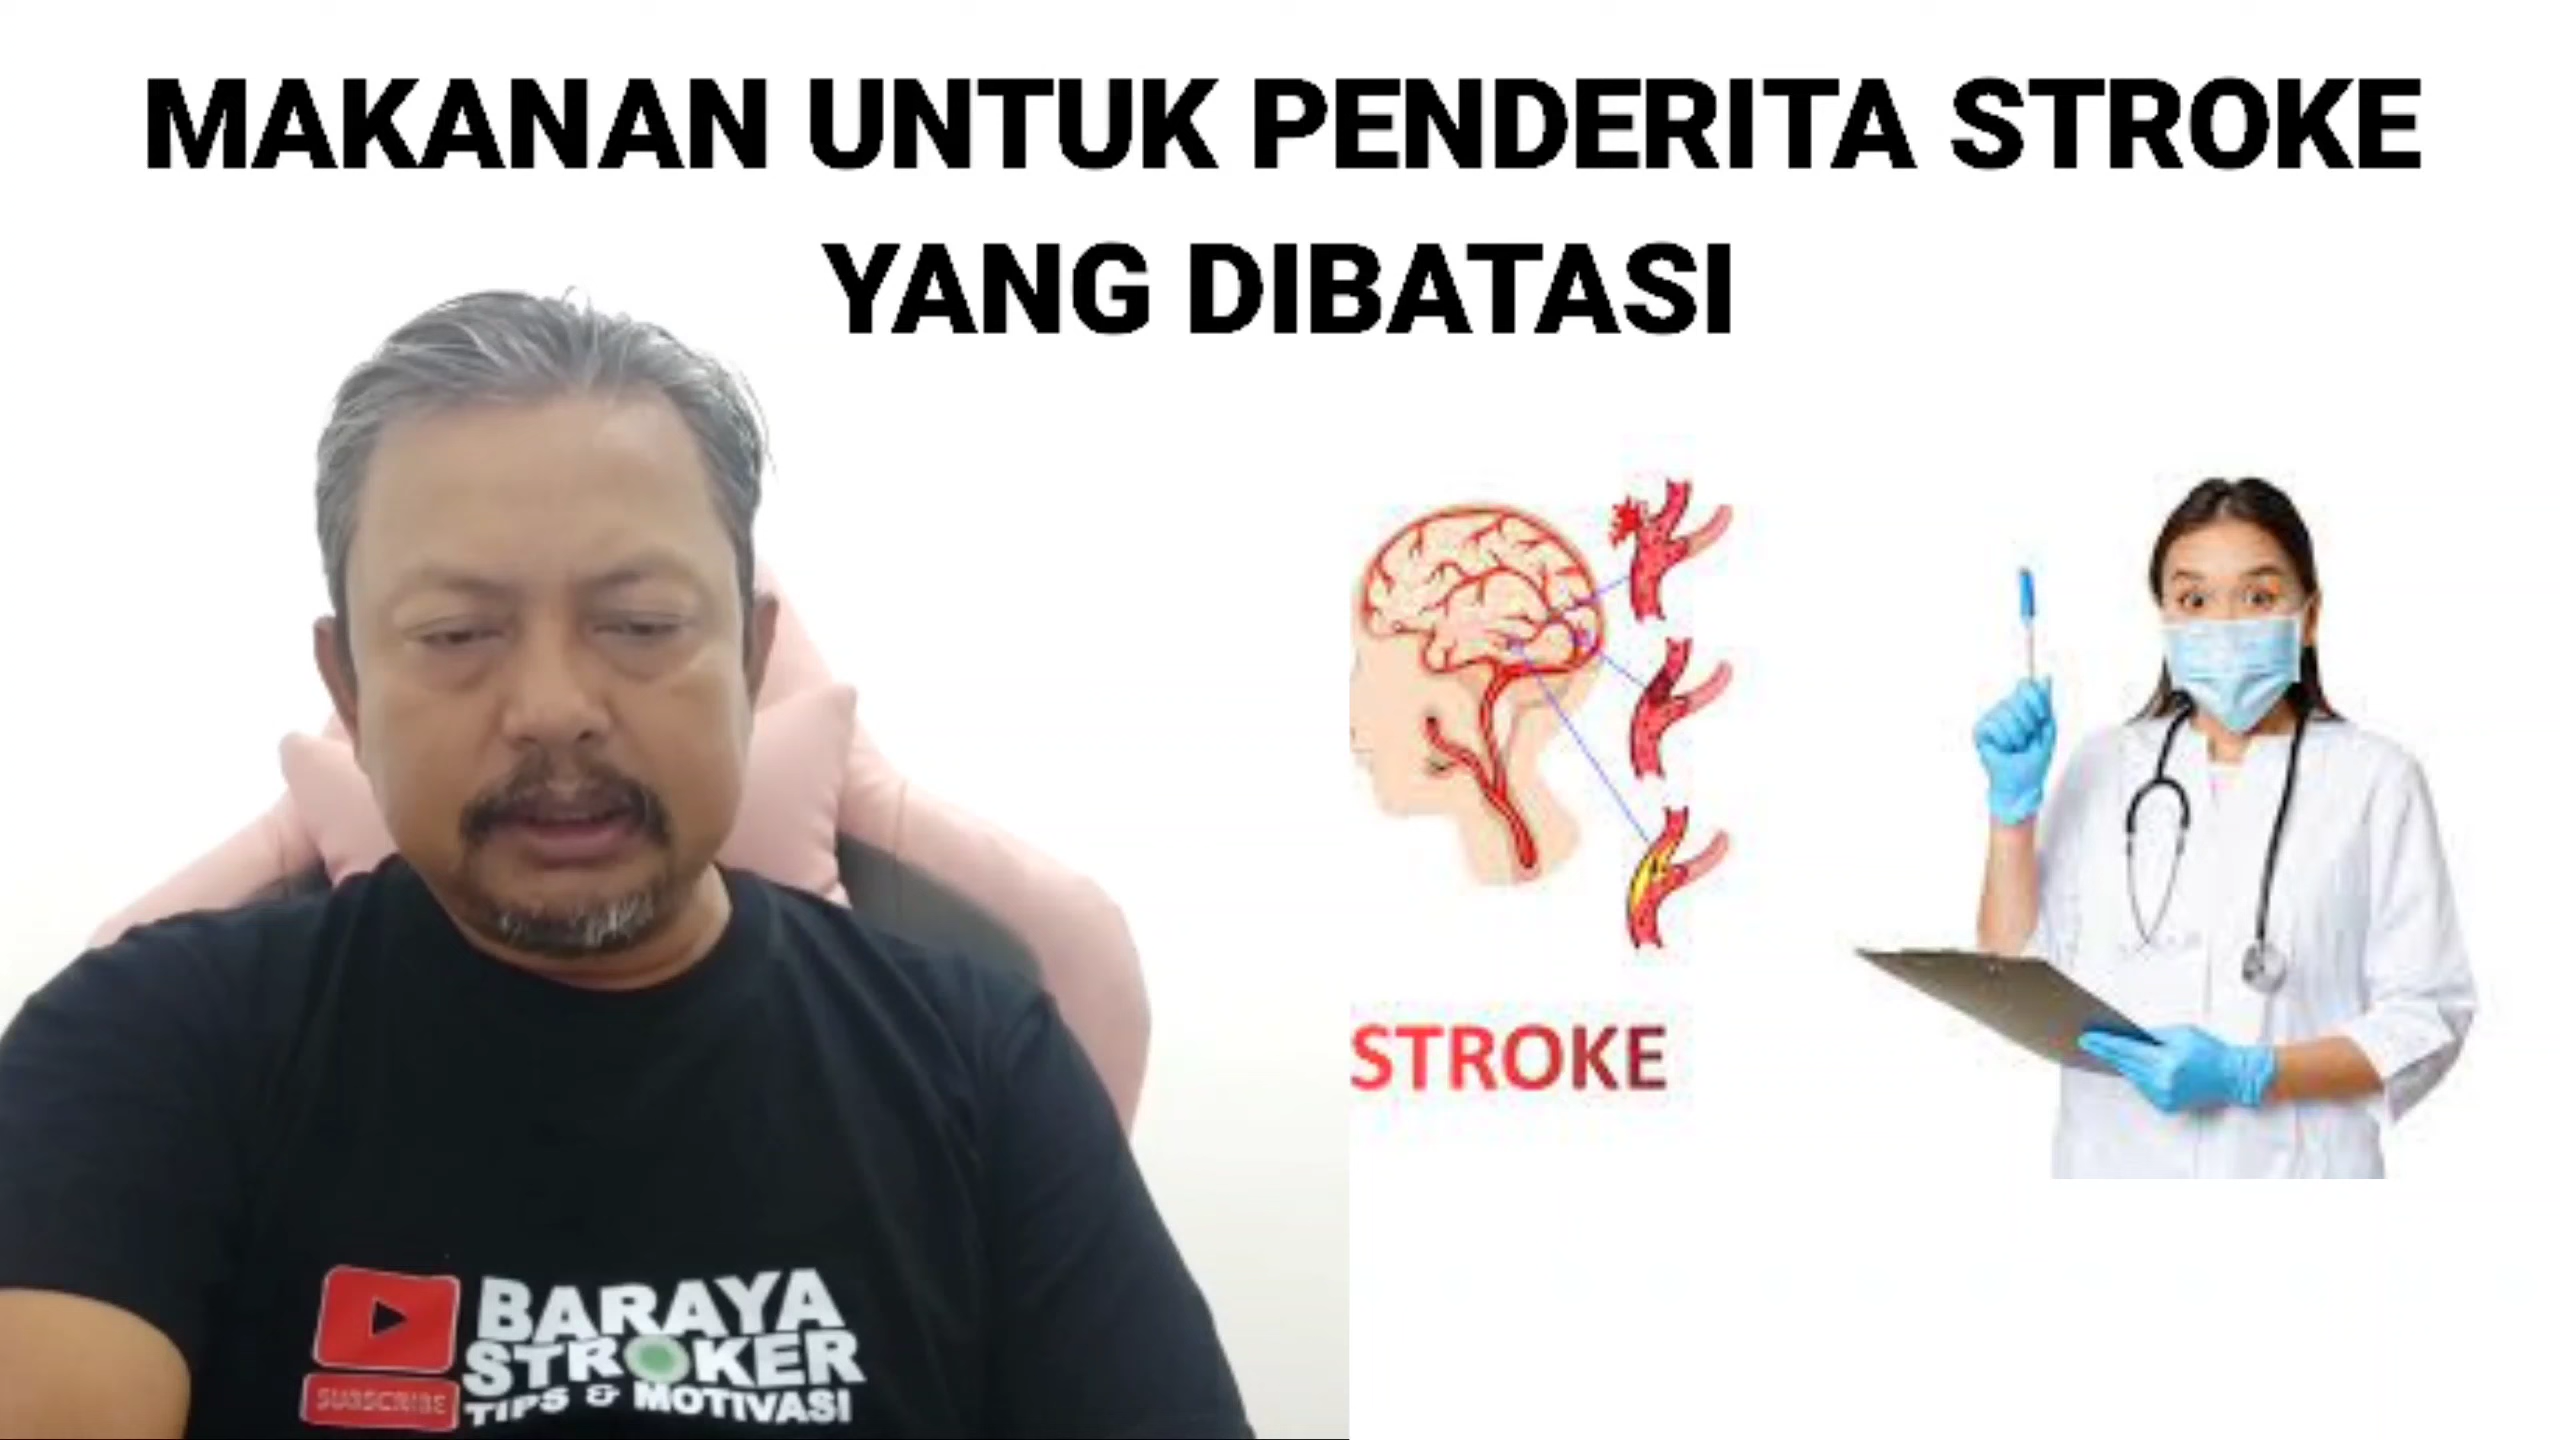 MAKANAN UNTUK PENDERITA STROKE
YANG DIBATASI
STROKE
BARAYA
STROKER
SUBSCRIBE
TIPS & MOTIVASI